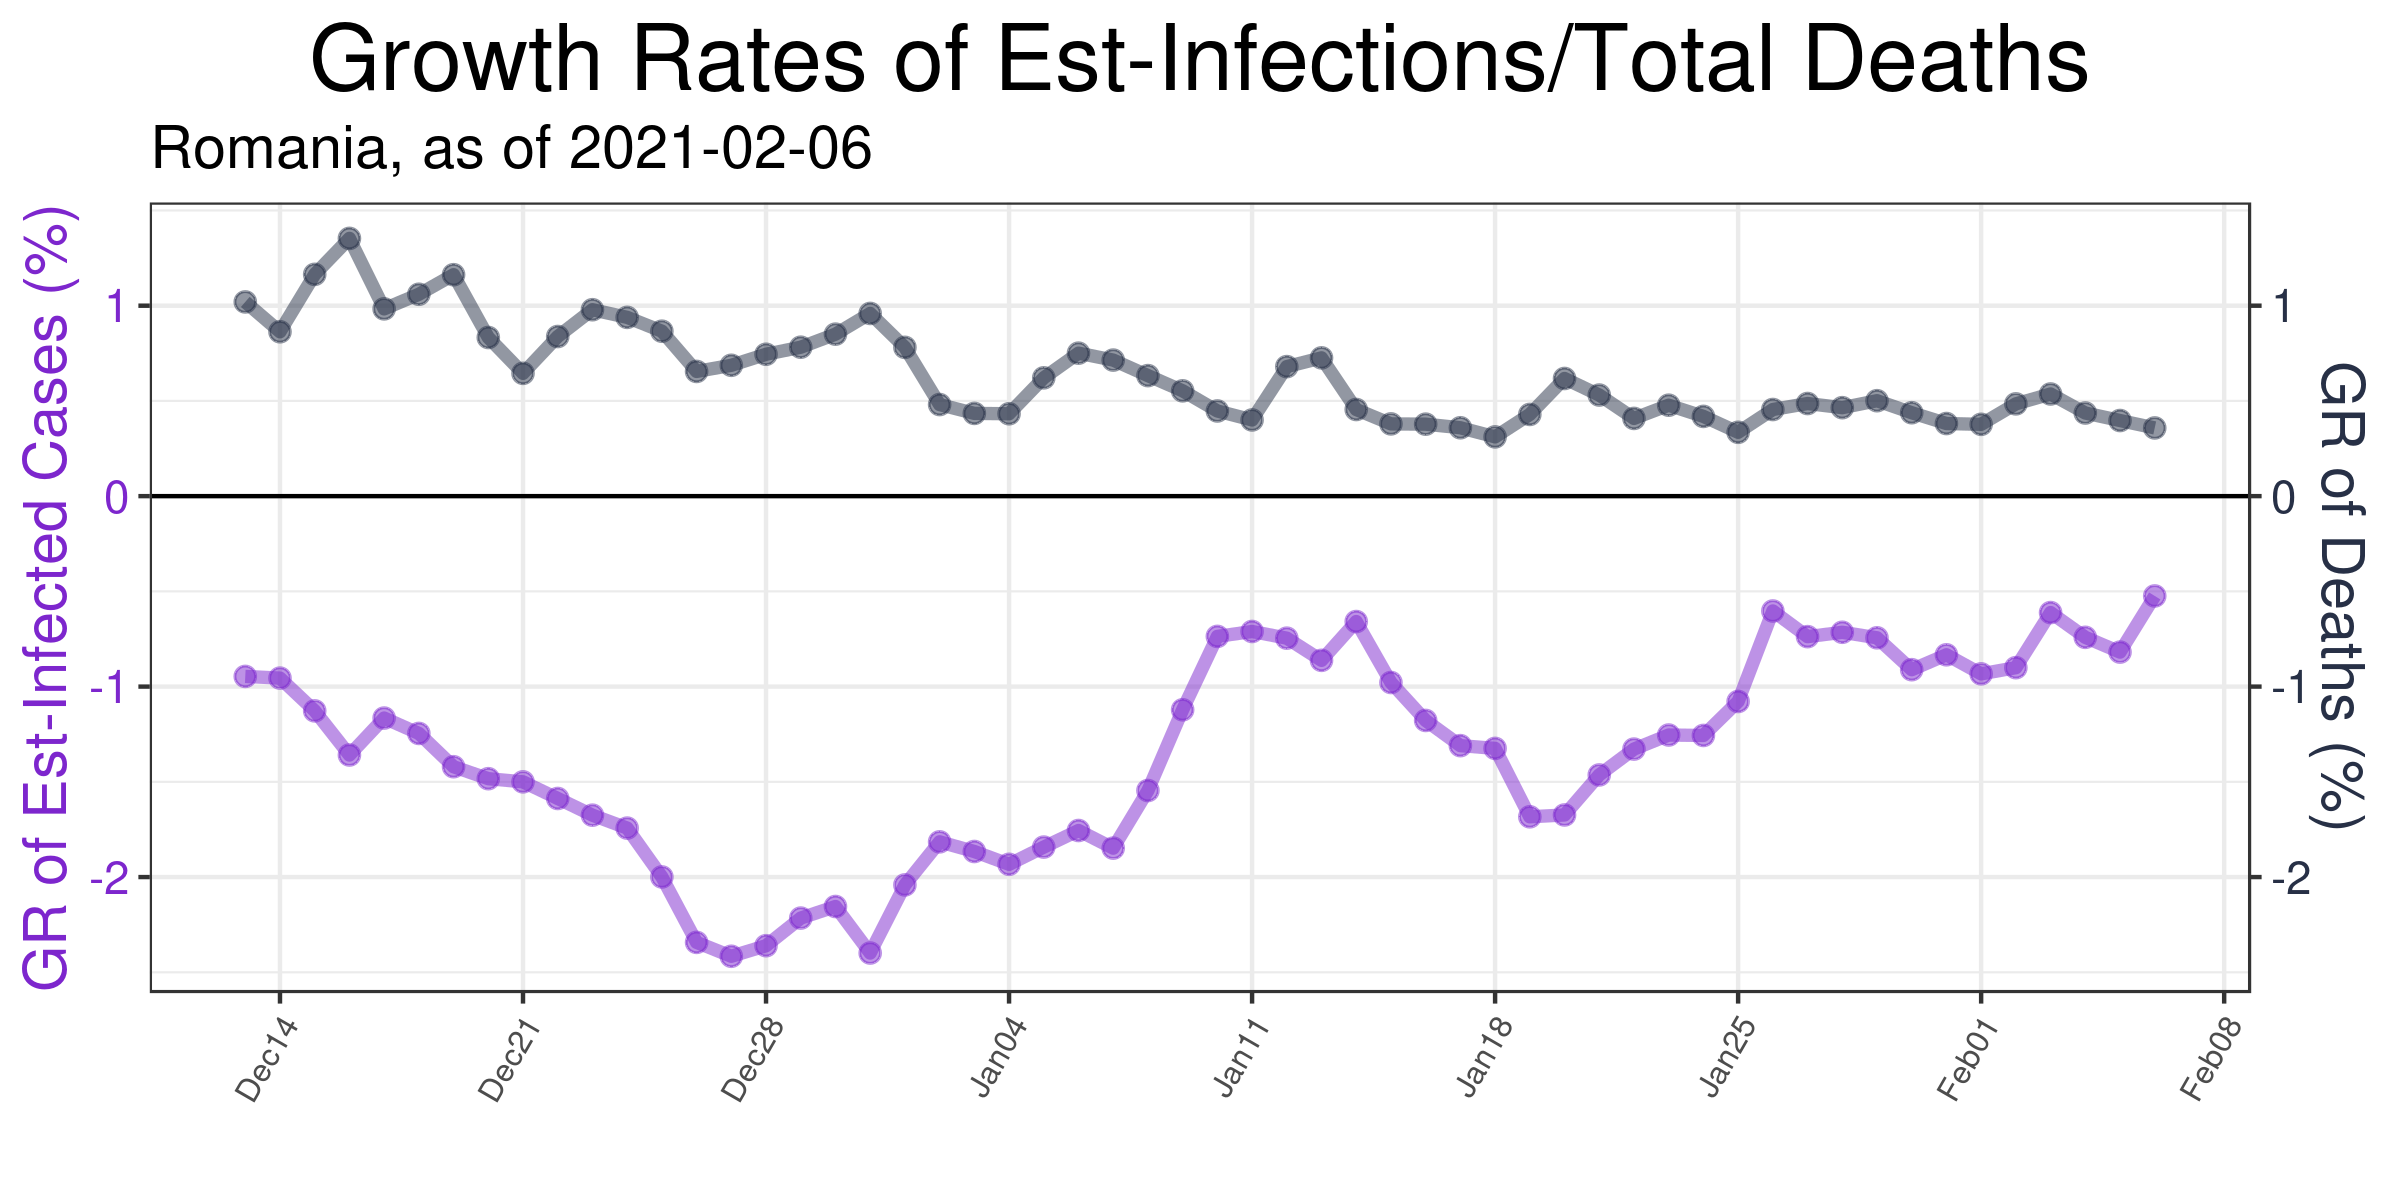 Growth Rates of Est-Infections/Total Deaths
Romania, as of 2021-02-06
GR of Est-Infected Cases (%)
1
0
-1
-2
1
0
-1
-2
GR of Deaths (%)
Dec14
Dec21
Dec28
Jan04
Jan11
Jan18
Jan25
Feb01
Feb08